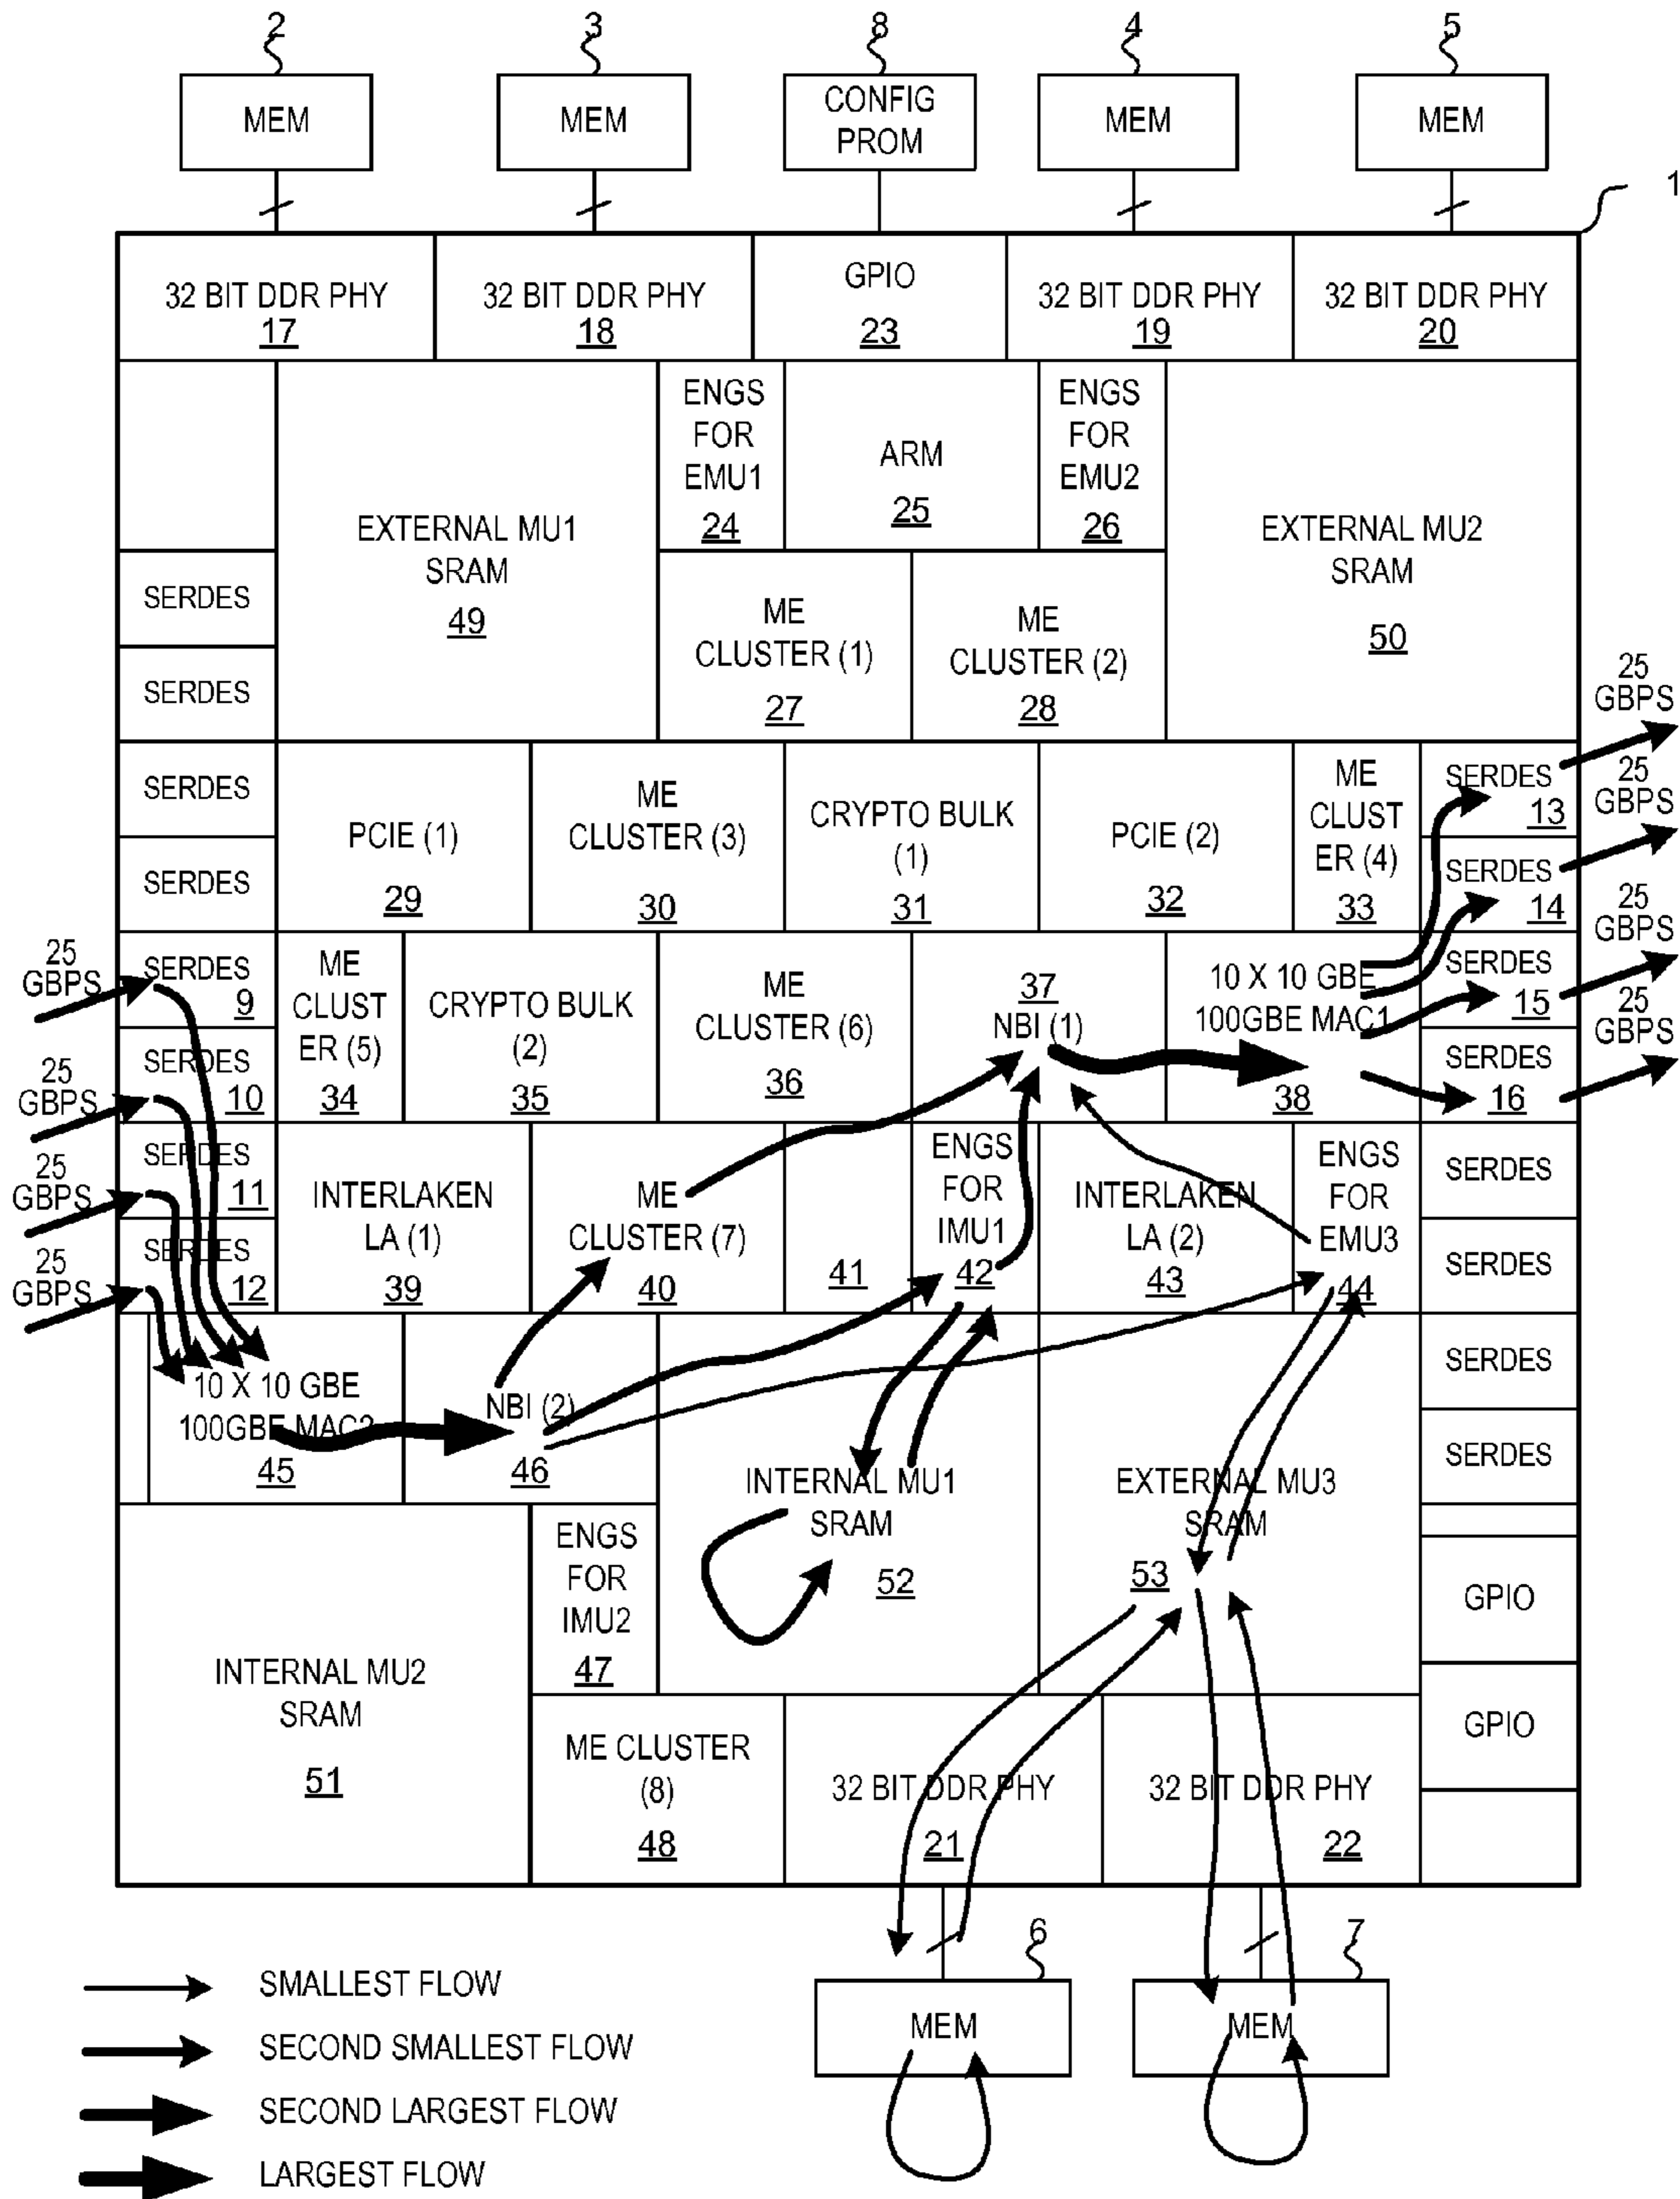 2
3
8
4
5
MEM
MEM
CONFIG
PROM
MEM
MEM
1
32 BIT DDR PHY
17
32 BIT DDR PHY
18
GPIO
23
32 BIT DDR PHY
19
32 BIT DDR PHY
20
EXTERNAL MU1
SRAM
49
ENGS
FOR
EMU1
24
ARM
25
ENGS
FOR
EMU2
26
EXTERNAL MU2
SRAM
50
SERDES
SERDES
ME
CLUSTER (1)
27
ME
CLUSTER (2)
28
25
GBPS
25
GBPS
25
GBPS
25
GBPS
SERDES
SERDES
PCIE (1)
29
ME
CLUSTER (3)
30
CRYPTO BULK
(1)
31
PCIE (2)
32
ME
CLUST
ER (4)
33
SERDES
13
SERDES
14
25
GBPS
25
GBPS
25
GBPS
25
GBPS
SERDES
9
SERDES
10
ME
CLUST
ER (5)
34
CRYPTO BULK
(2)
35
ME
CLUSTER (6)
36
37
NBI (1)
10 X 10 GBE
100GBE MAC1
38
SERDES
15
16
SERDES
SERDES
11
SERDES
12
INTERLAKEN
LA (1)
39
ME
CLUSTER (7)
40
41
ENGS
FOR
IMU1
42
INTERLAKEN
LA (2)
43
ENGS
FOR
EMU3
44
SERDES
SERDES
10 X 10 GBE
100GBE MAC2
45
NBI (2)
46
INTERNAL MU1
SRAM
52
EXTERNAL MU3
SRAM
53
SERDES
SERDES
INTERNAL MU2
SRAM
51
ENGS
FOR
IMU2
47
GPIO
GPIO
ME CLUSTER
(8)
48
32 BIT DDR PHY
21
32 BIT DDR PHY
22
6
7
MEM
MEM
SMALLEST FLOW
SECOND SMALLEST FLOW
SECOND LARGEST FLOW
LARGEST FLOW